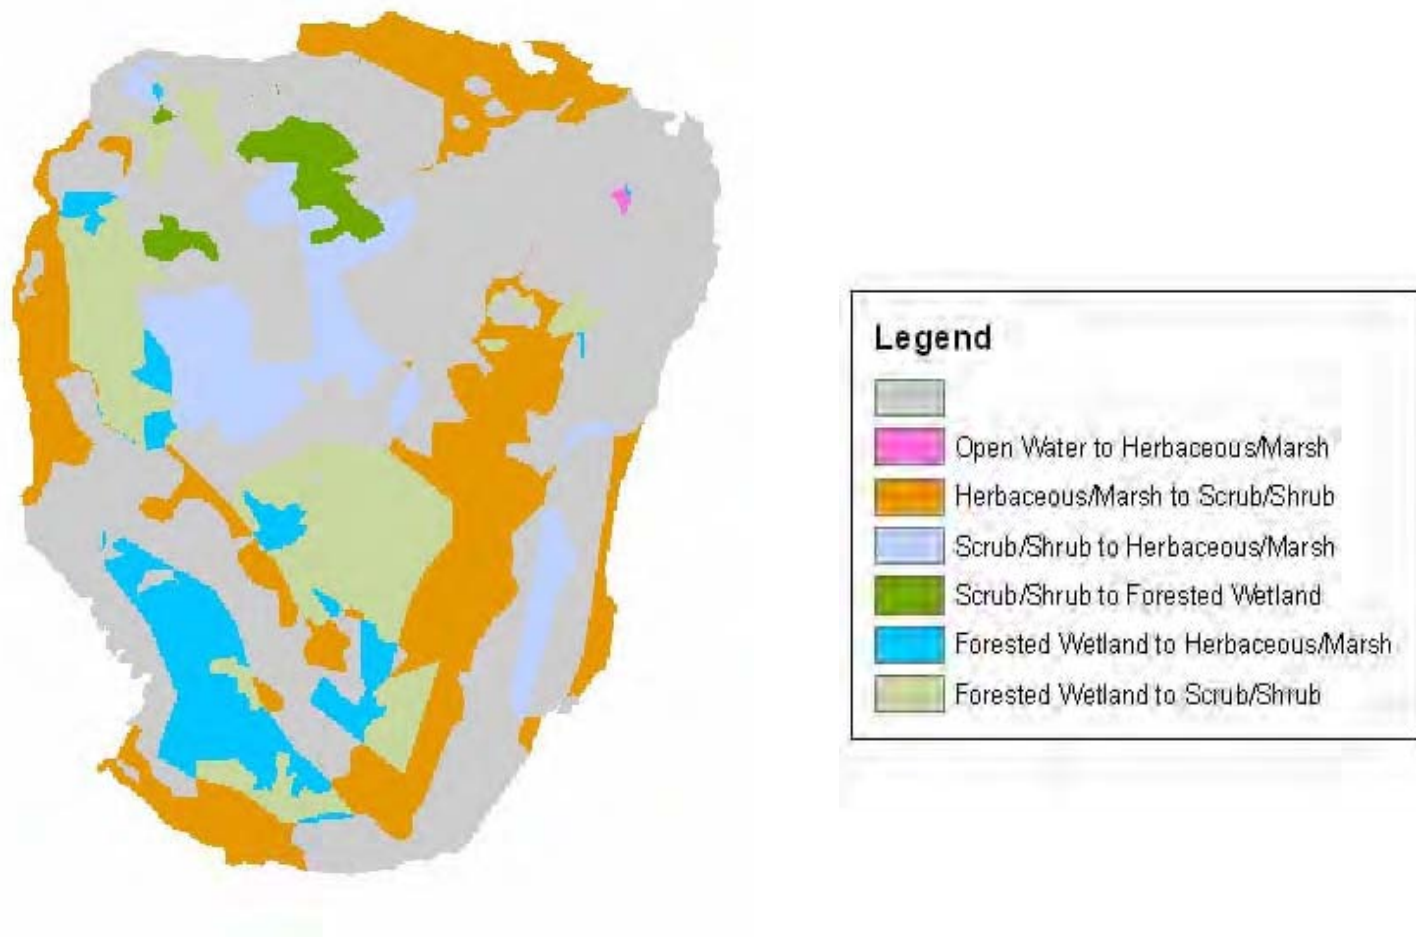 Legend
Open Water to Herbaceous/Marsh
Herbaceous/Marsh to Scrub/Shrub
Scrub/Shrub to Herbaceous/Marsh
Scrub/Shrub to Forested Wetland
Forested Wetland to Herbaceous/Marsh
Forested Wetland to Scrub/Shrub